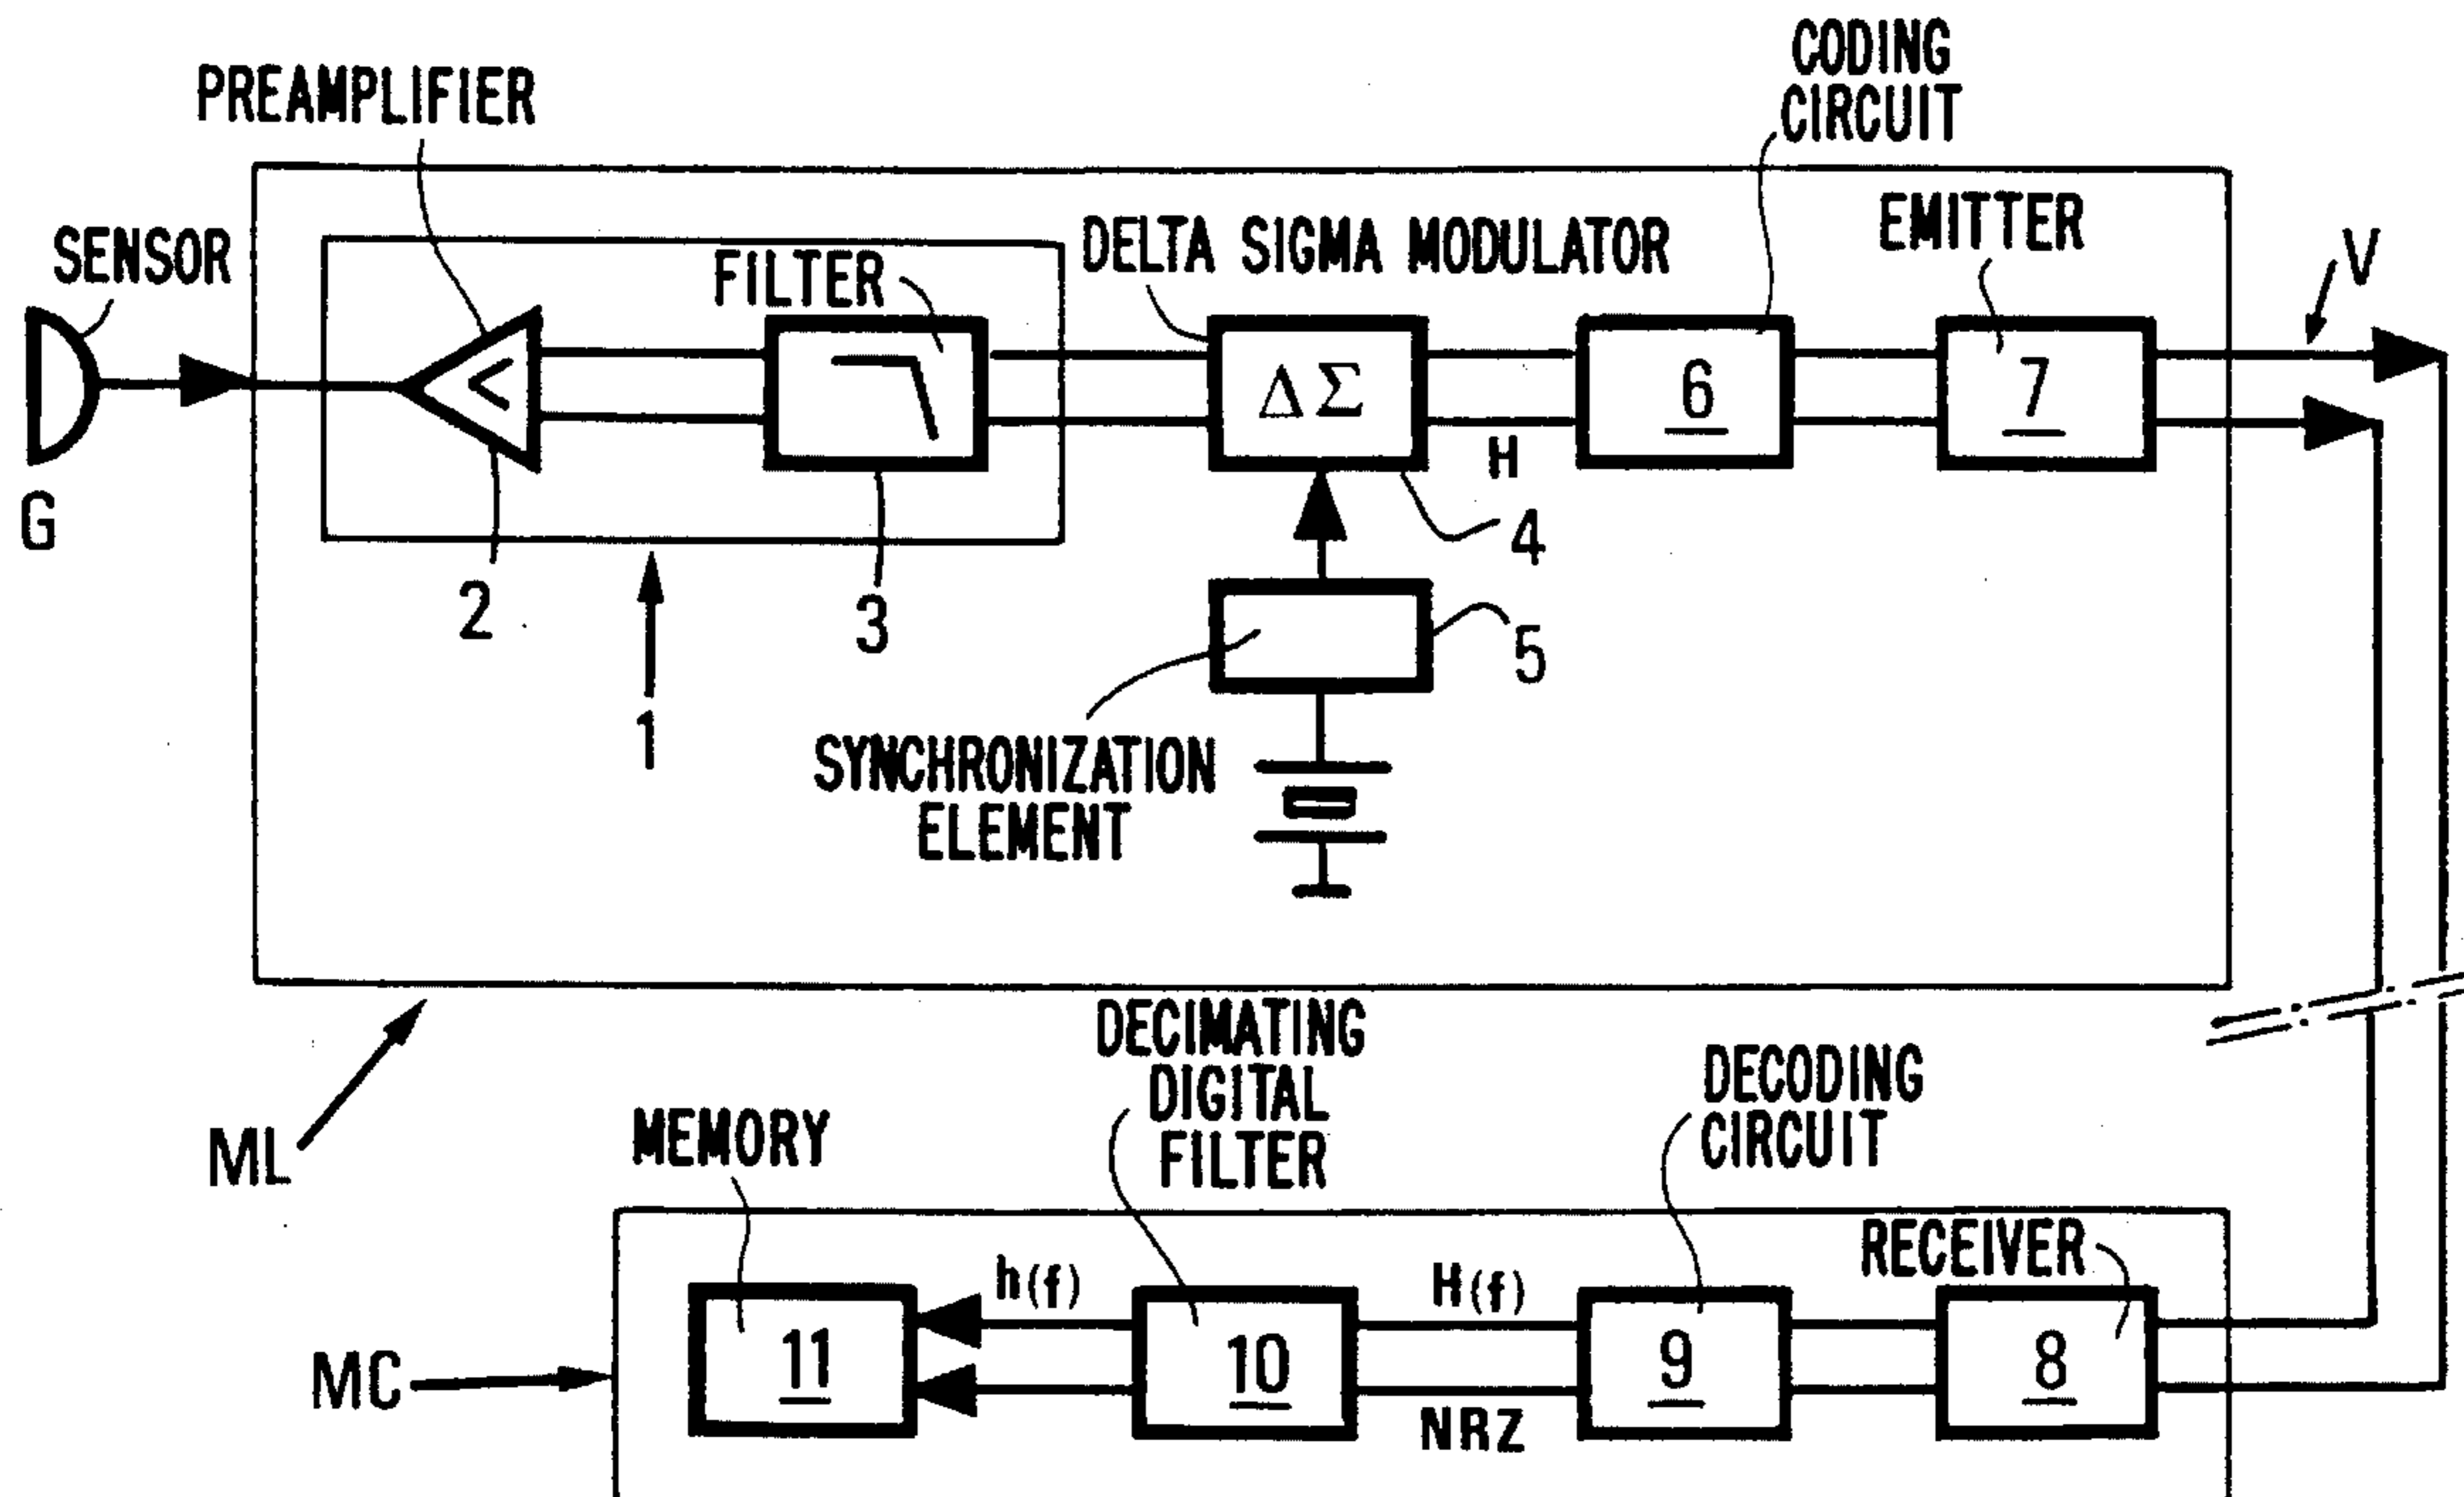 CODING
CIRCUIT
PREAMPLIFIER
EMITTER
SENSOR
DELTA SIGMA MODULATOR
V
FILTER
<
ΔΣ
6
7
H
G
4
2
3
5
1
SYNCHRONIZATION
ELEMENT
DECIMATING
DIGITAL
FILTER
DECODING
CIRCUIT
ML
MEMORY
RECEIVER
h(f)
H(f)
11
10
9
8
MC
NRZ